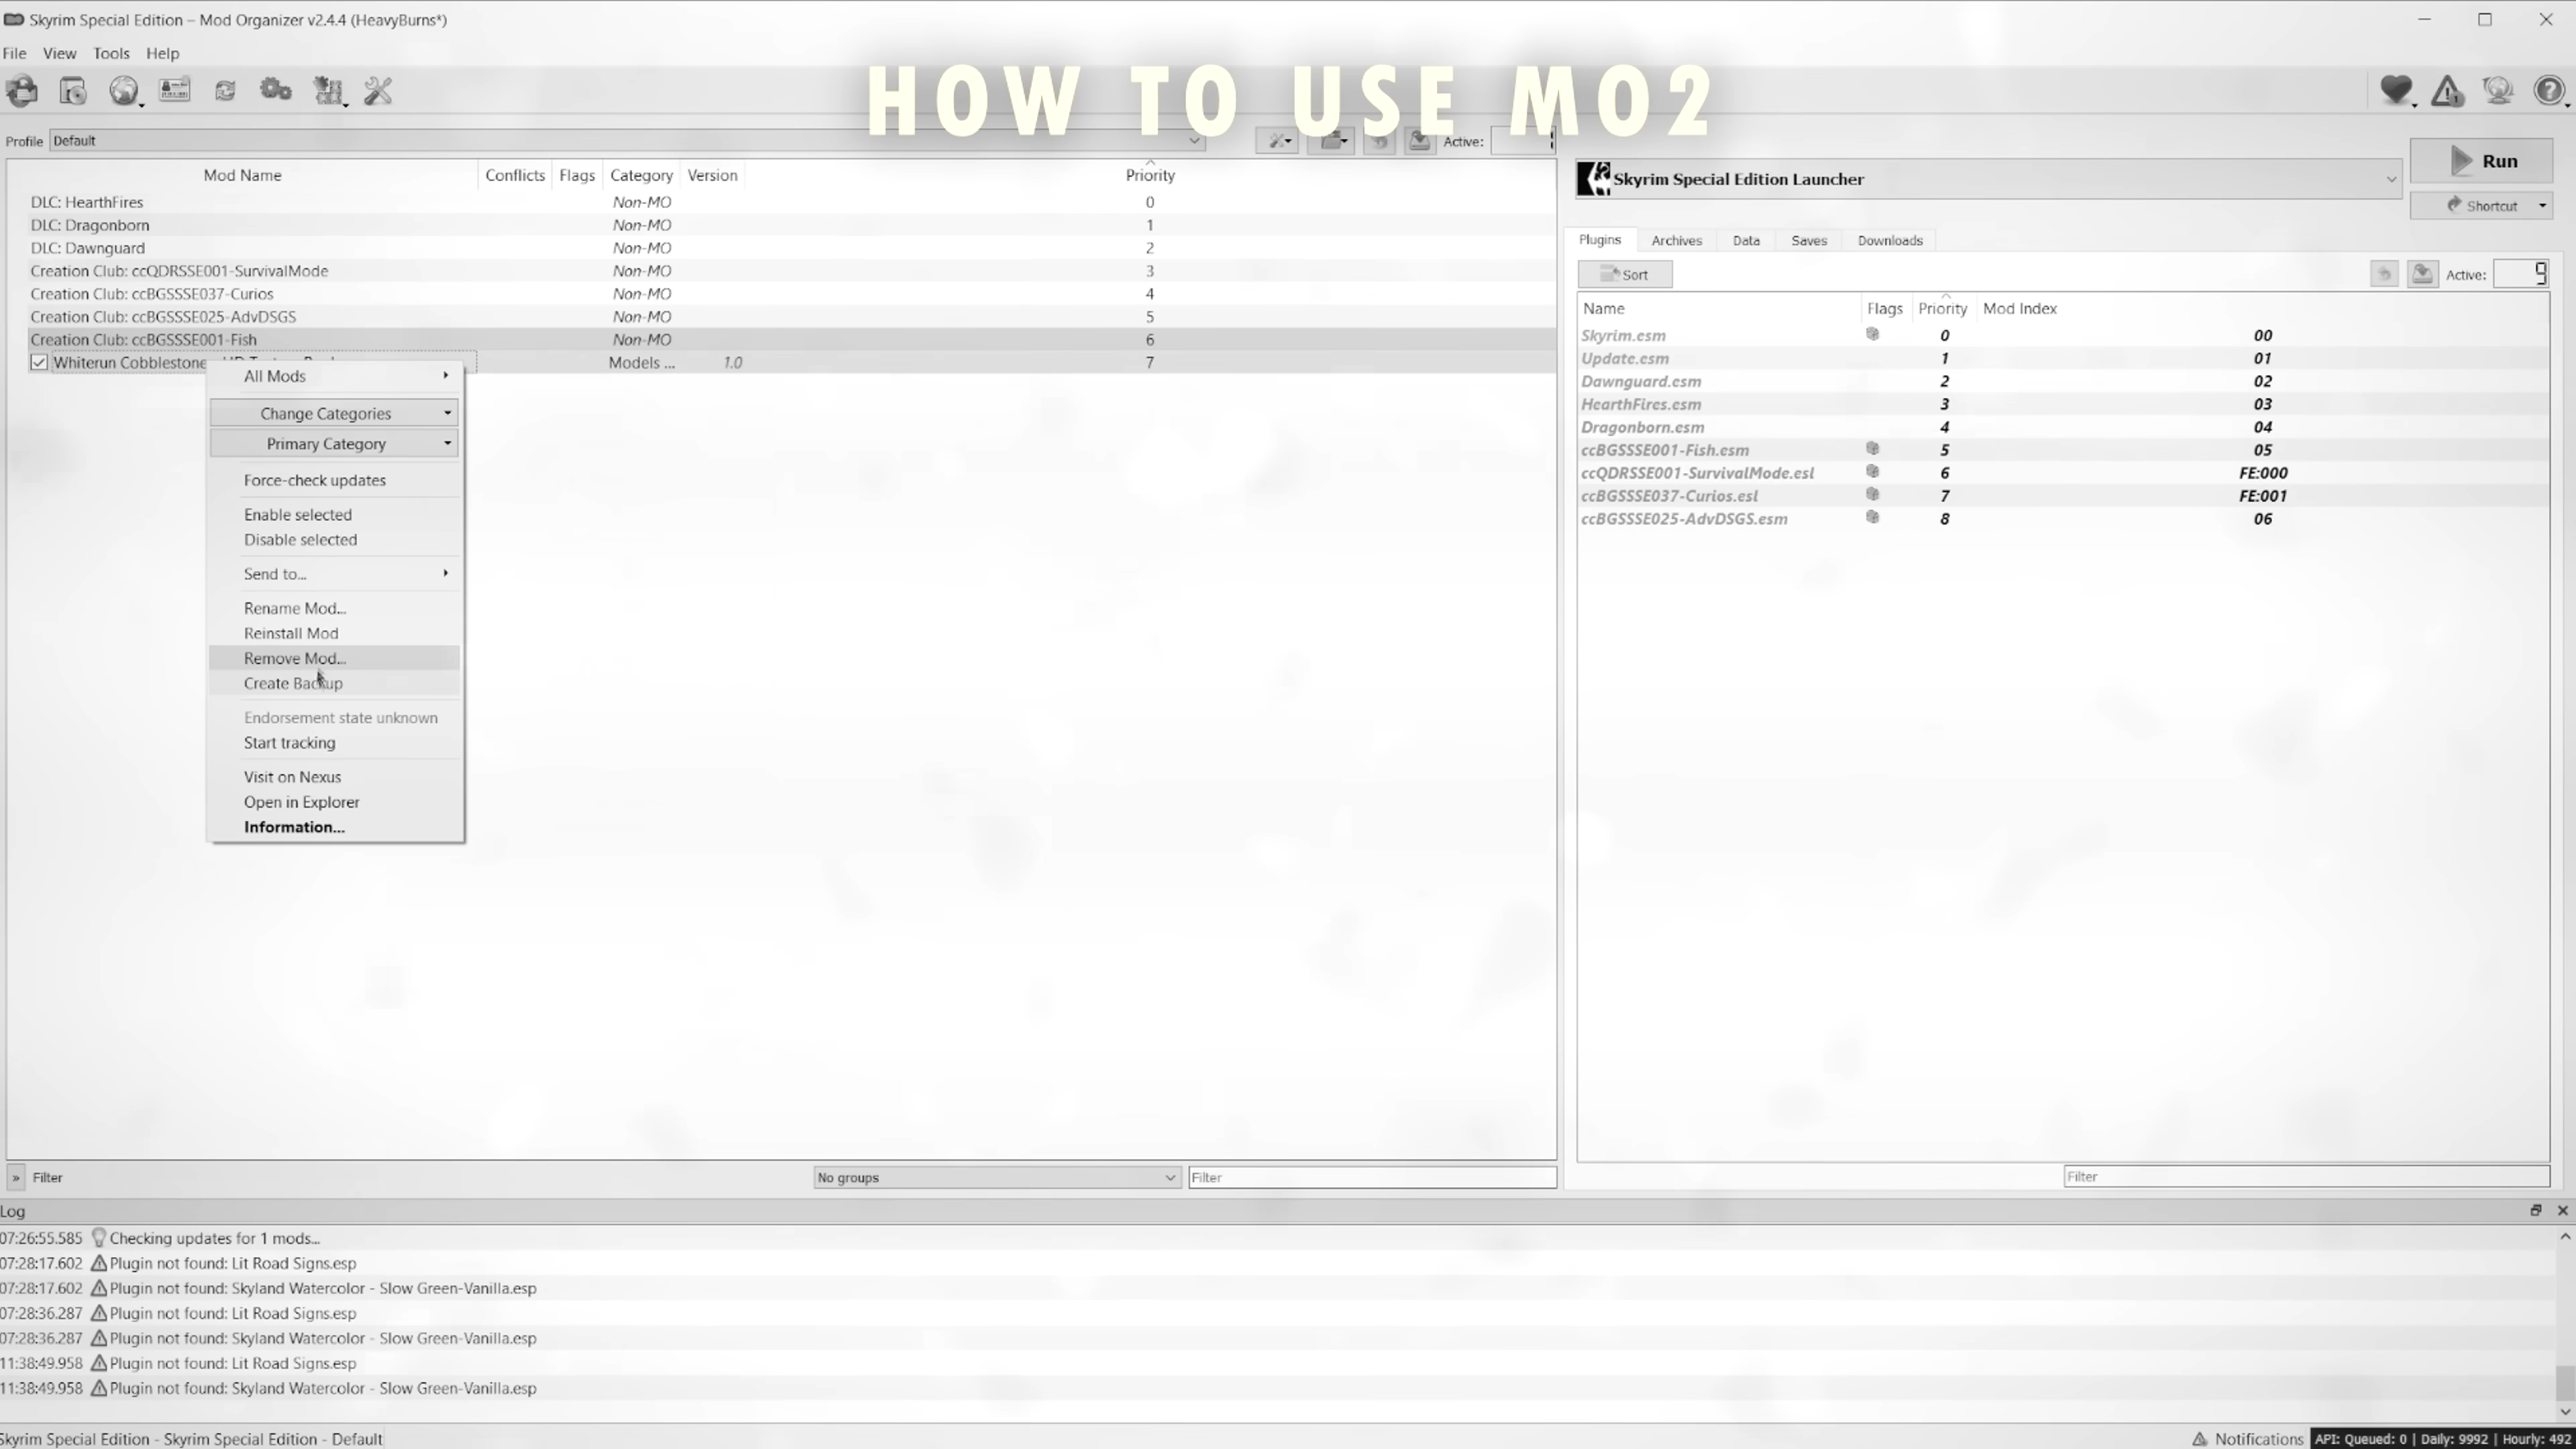 Skyrim Special Edition – Mod Organizer v2.4.4 (HeavyBurns*)
File View Tools Help
HOW TO USE MO2
Profile Default Active:
Run
Skyrim Special Edition Launcher
Shortcut
Mod Name Conflicts Flags Category Version Priority
DLC: HearthFires Non-MO 0
DLC: Dragonborn Non-MO 1
DLC: Dawnguard Non-MO 2
Creation Club: ccQDRSSE001-SurvivalMode Non-MO 3
Creation Club: ccBGSSSE037-Curios Non-MO 4
Creation Club: ccBGSSSE025-AdvDSGS Non-MO 5
Creation Club: ccBGSSSE001-Fish Non-MO 6
Whiterun Cobblestone Models ... 1.0 7
All Mods
Change Categories
Primary Category
Force-check updates
Enable selected
Disable selected
Send to...
Rename Mod...
Reinstall Mod
Remove Mod...
Create Backup
Endorsement state unknown
Start tracking
Visit on Nexus
Open in Explorer
Information...
Plugins Archives Data Saves Downloads
Sort Active: 9
Name Flags Priority Mod Index
Skyrim.esm 0 00
Update.esm 1 01
Dawnguard.esm 2 02
HearthFires.esm 3 03
Dragonborn.esm 4 04
ccBGSSSE001-Fish.esm 5 05
ccQDRSSE001-SurvivalMode.esl 6 FE:000
ccBGSSSE037-Curios.esl 7 FE:001
ccBGSSSE025-AdvDSGS.esm 8 06
» Filter No groups Filter Filter
Log
07:26:55.585 Checking updates for 1 mods...
07:28:17.602 Plugin not found: Lit Road Signs.esp
07:28:17.602 Plugin not found: Skyland Watercolor - Slow Green-Vanilla.esp
07:28:36.287 Plugin not found: Lit Road Signs.esp
07:28:36.287 Plugin not found: Skyland Watercolor - Slow Green-Vanilla.esp
11:38:49.958 Plugin not found: Lit Road Signs.esp
11:38:49.958 Plugin not found: Skyland Watercolor - Slow Green-Vanilla.esp
Skyrim Special Edition - Skyrim Special Edition - Default Notifications API: Queued: 0 | Daily: 9992 | Hourly: 492